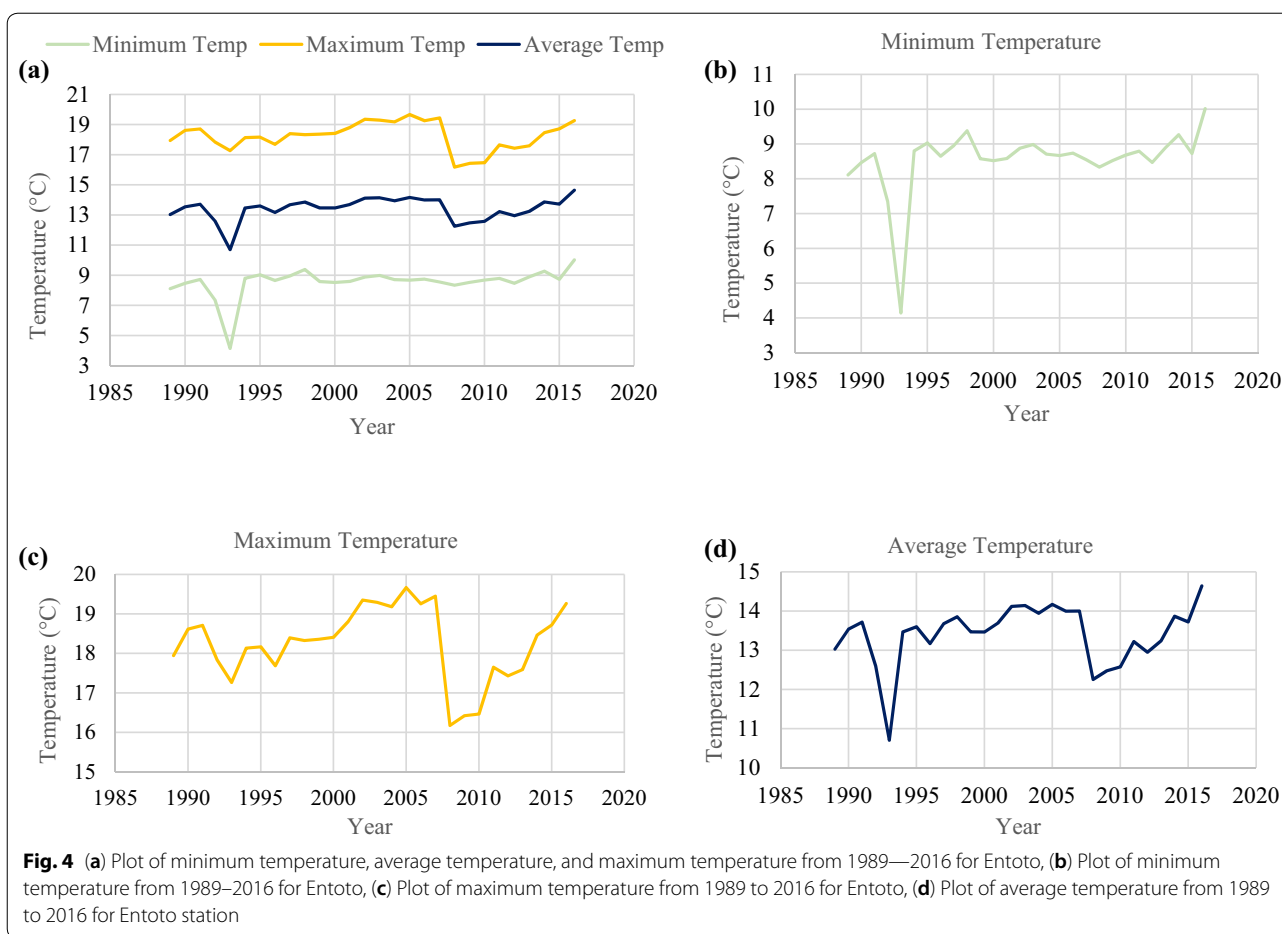 Minimum Temp Maximum Temp Average Temp
(a)
21
19
17
15
13
11
9
7
5
3
Temperature (°C)
1985 1990 1995 2000 2005 2010 2015 2020
Year
(b)
Minimum Temperature
11
10
9
8
7
6
5
4
3
Temperature (°C)
1985 1990 1995 2000 2005 2010 2015 2020
Year
(c)
Maximum Temperature
20
19
18
17
16
15
Temperature (°C)
1985 1990 1995 2000 2005 2010 2015 2020
Year
(d)
Average Temperature
15
14
13
12
11
10
Temperature (°C)
1985 1990 1995 2000 2005 2010 2015 2020
Year
Fig. 4 (a) Plot of minimum temperature, average temperature, and maximum temperature from 1989—2016 for Entoto, (b) Plot of minimum
temperature from 1989–2016 for Entoto, (c) Plot of maximum temperature from 1989 to 2016 for Entoto, (d) Plot of average temperature from 1989
to 2016 for Entoto station